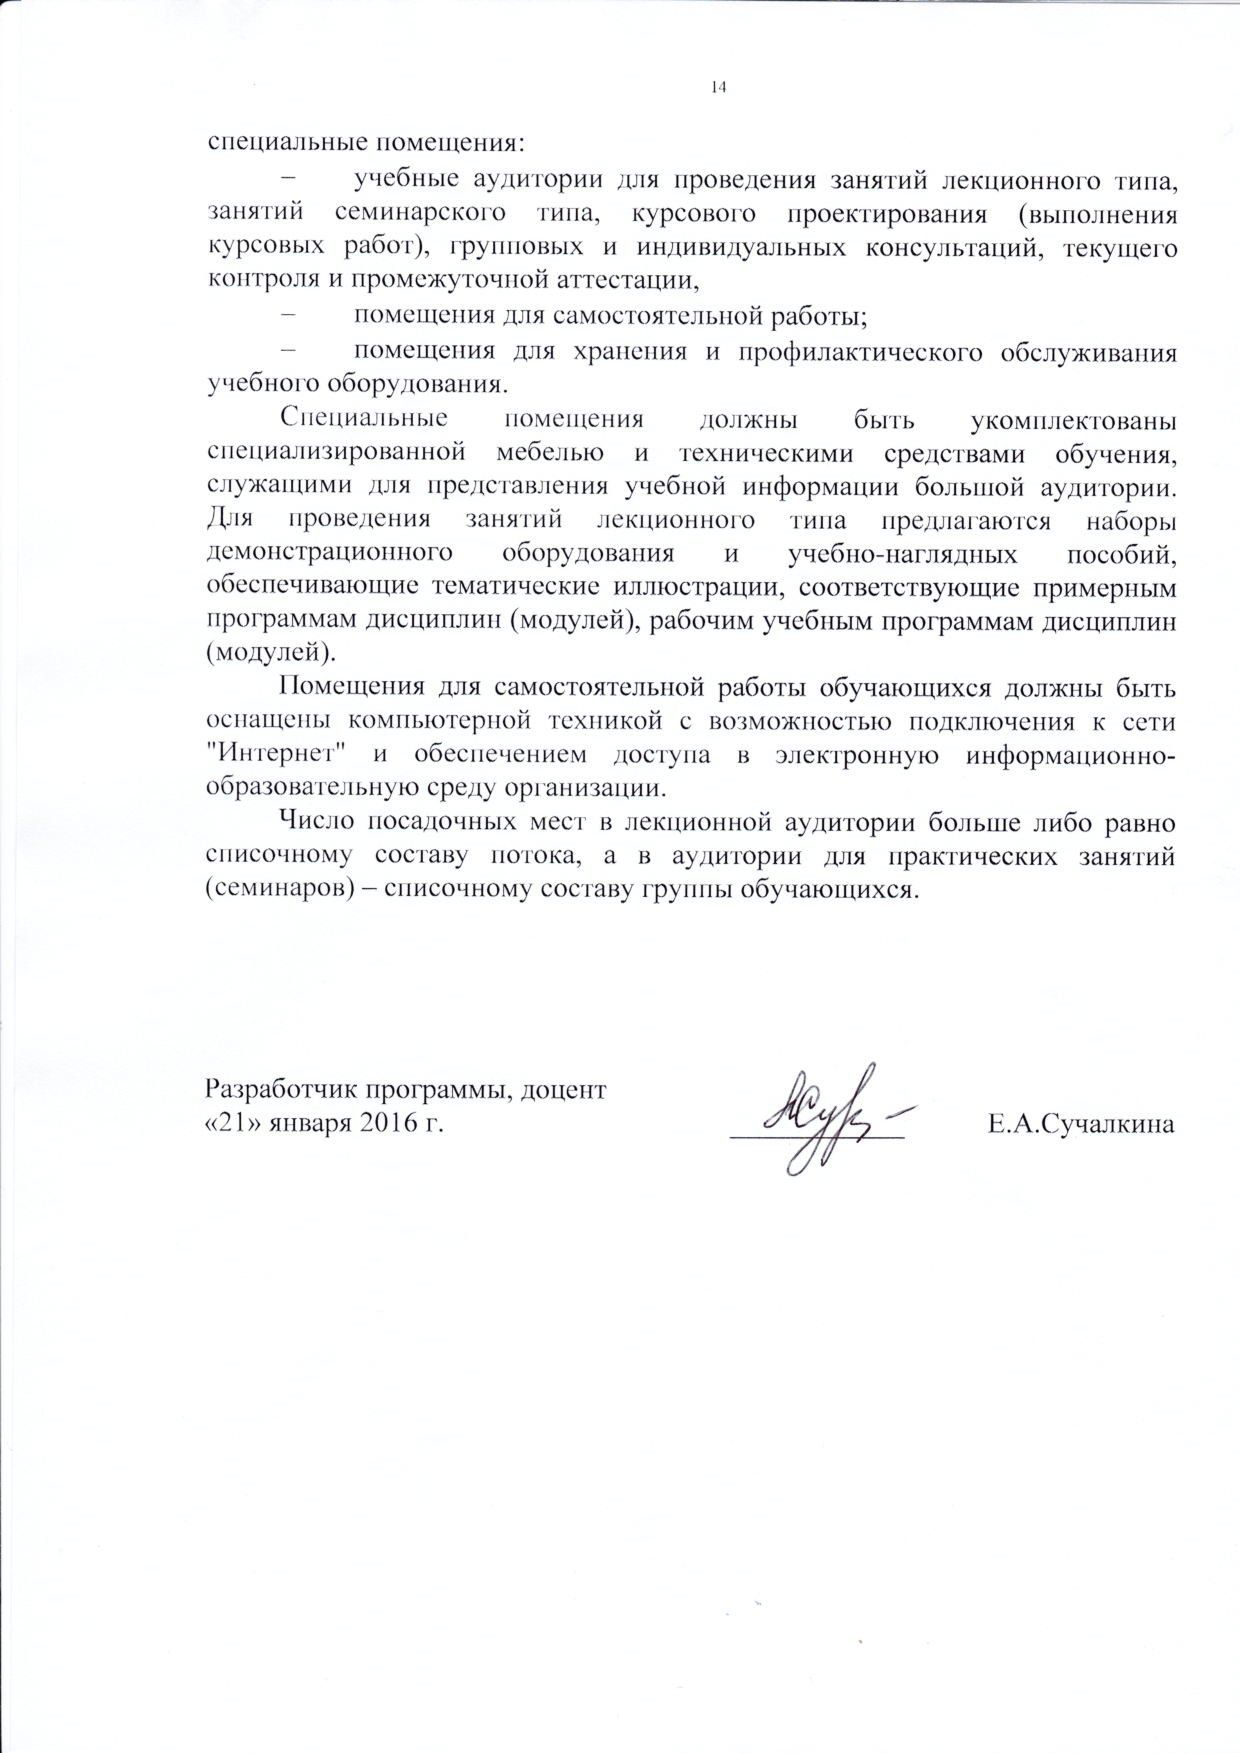 14
специальные помещения:
– учебные аудитории для проведения занятий лекционного типа,
занятий семинарского типа, курсового проектирования (выполнения
курсовых работ), групповых и индивидуальных консультаций, текущего
контроля и промежуточной аттестации,
– помещения для самостоятельной работы;
– помещения для хранения и профилактического обслуживания
учебного оборудования.
Специальные помещения должны быть укомплектованы
специализированной мебелью и техническими средствами обучения,
служащими для представления учебной информации большой аудитории.
Для проведения занятий лекционного типа предлагаются наборы
демонстрационного оборудования и учебно-наглядных пособий,
обеспечивающие тематические иллюстрации, соответствующие примерным
программам дисциплин (модулей), рабочим учебным программам дисциплин
(модулей).
Помещения для самостоятельной работы обучающихся должны быть
оснащены компьютерной техникой с возможностью подключения к сети
"Интернет" и обеспечением доступа в электронную информационно-
образовательную среду организации.
Число посадочных мест в лекционной аудитории больше либо равно
списочному составу потока, а в аудитории для практических занятий
(семинаров) – списочному составу группы обучающихся.
Разработчик программы, доцент
«21» января 2016 г. Е.А.Сучалкина